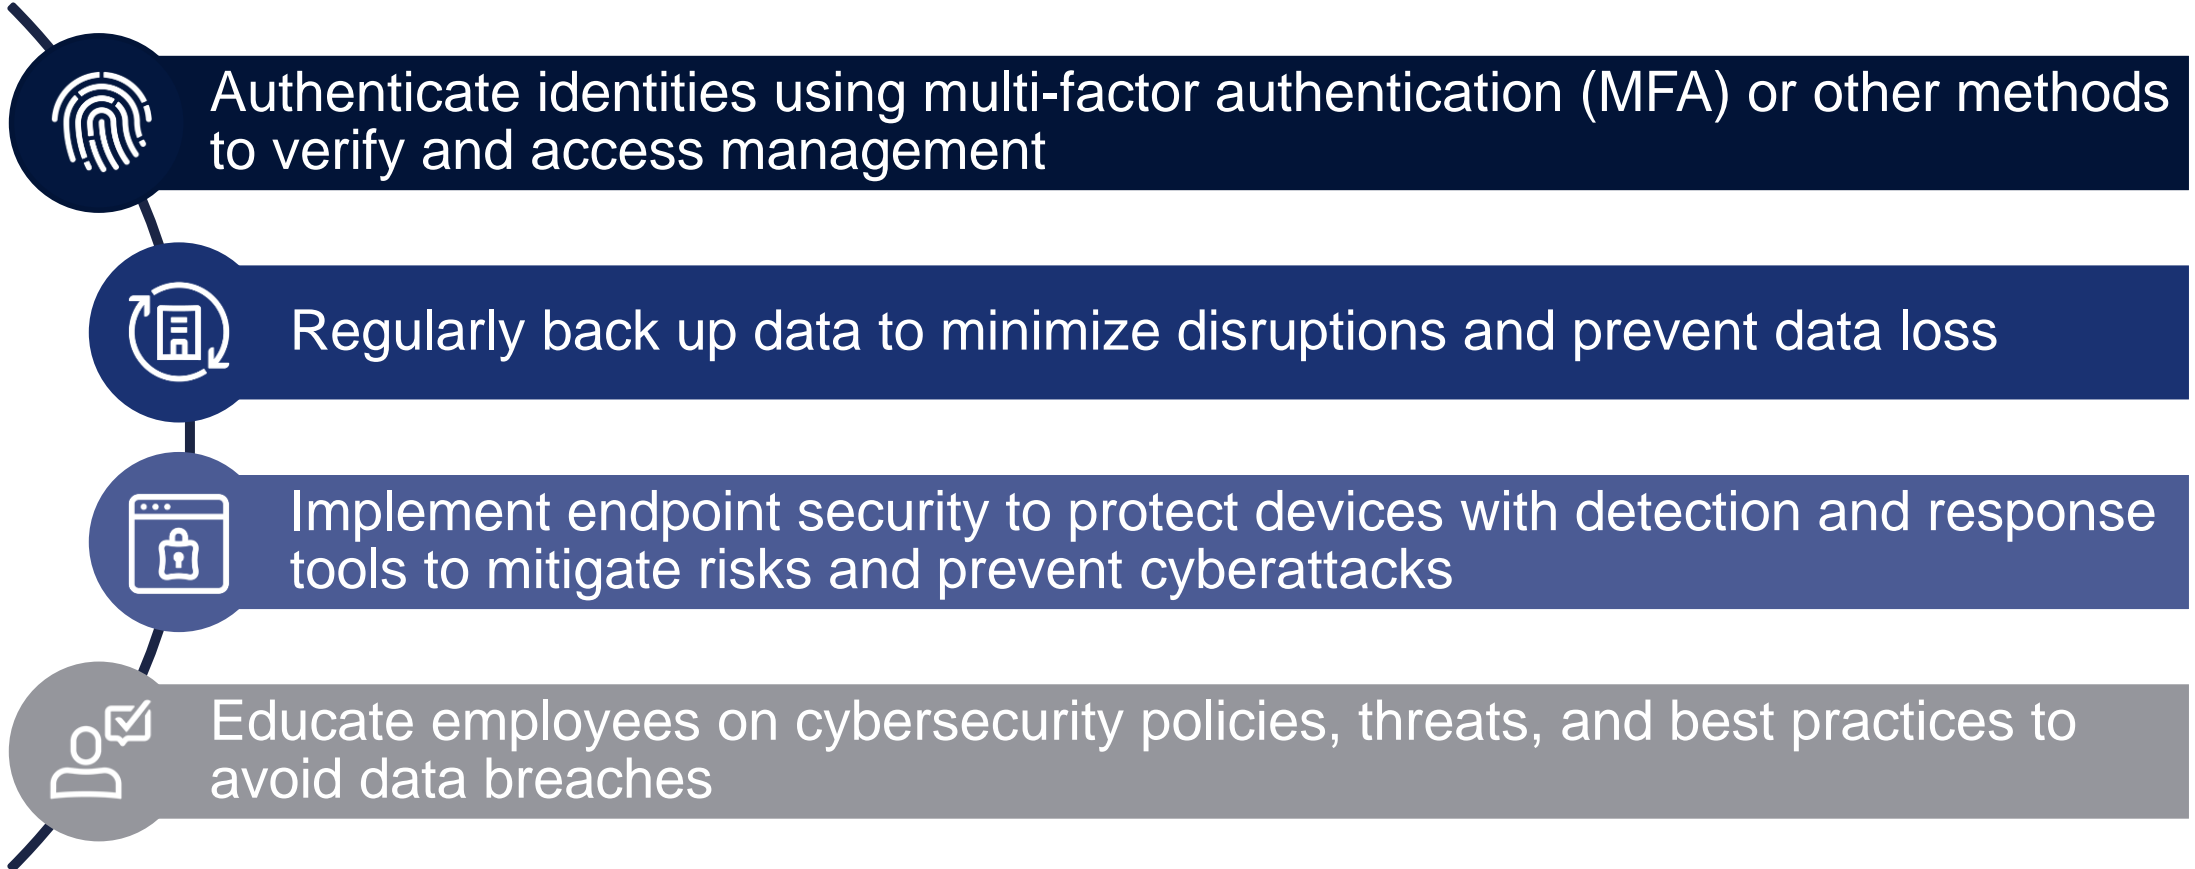 Authenticate identities using multi-factor authentication (MFA) or other methods
to verify and access management
Regularly back up data to minimize disruptions and prevent data loss
Implement endpoint security to protect devices with detection and response
tools to mitigate risks and prevent cyberattacks
Educate employees on cybersecurity policies, threats, and best practices to
avoid data breaches